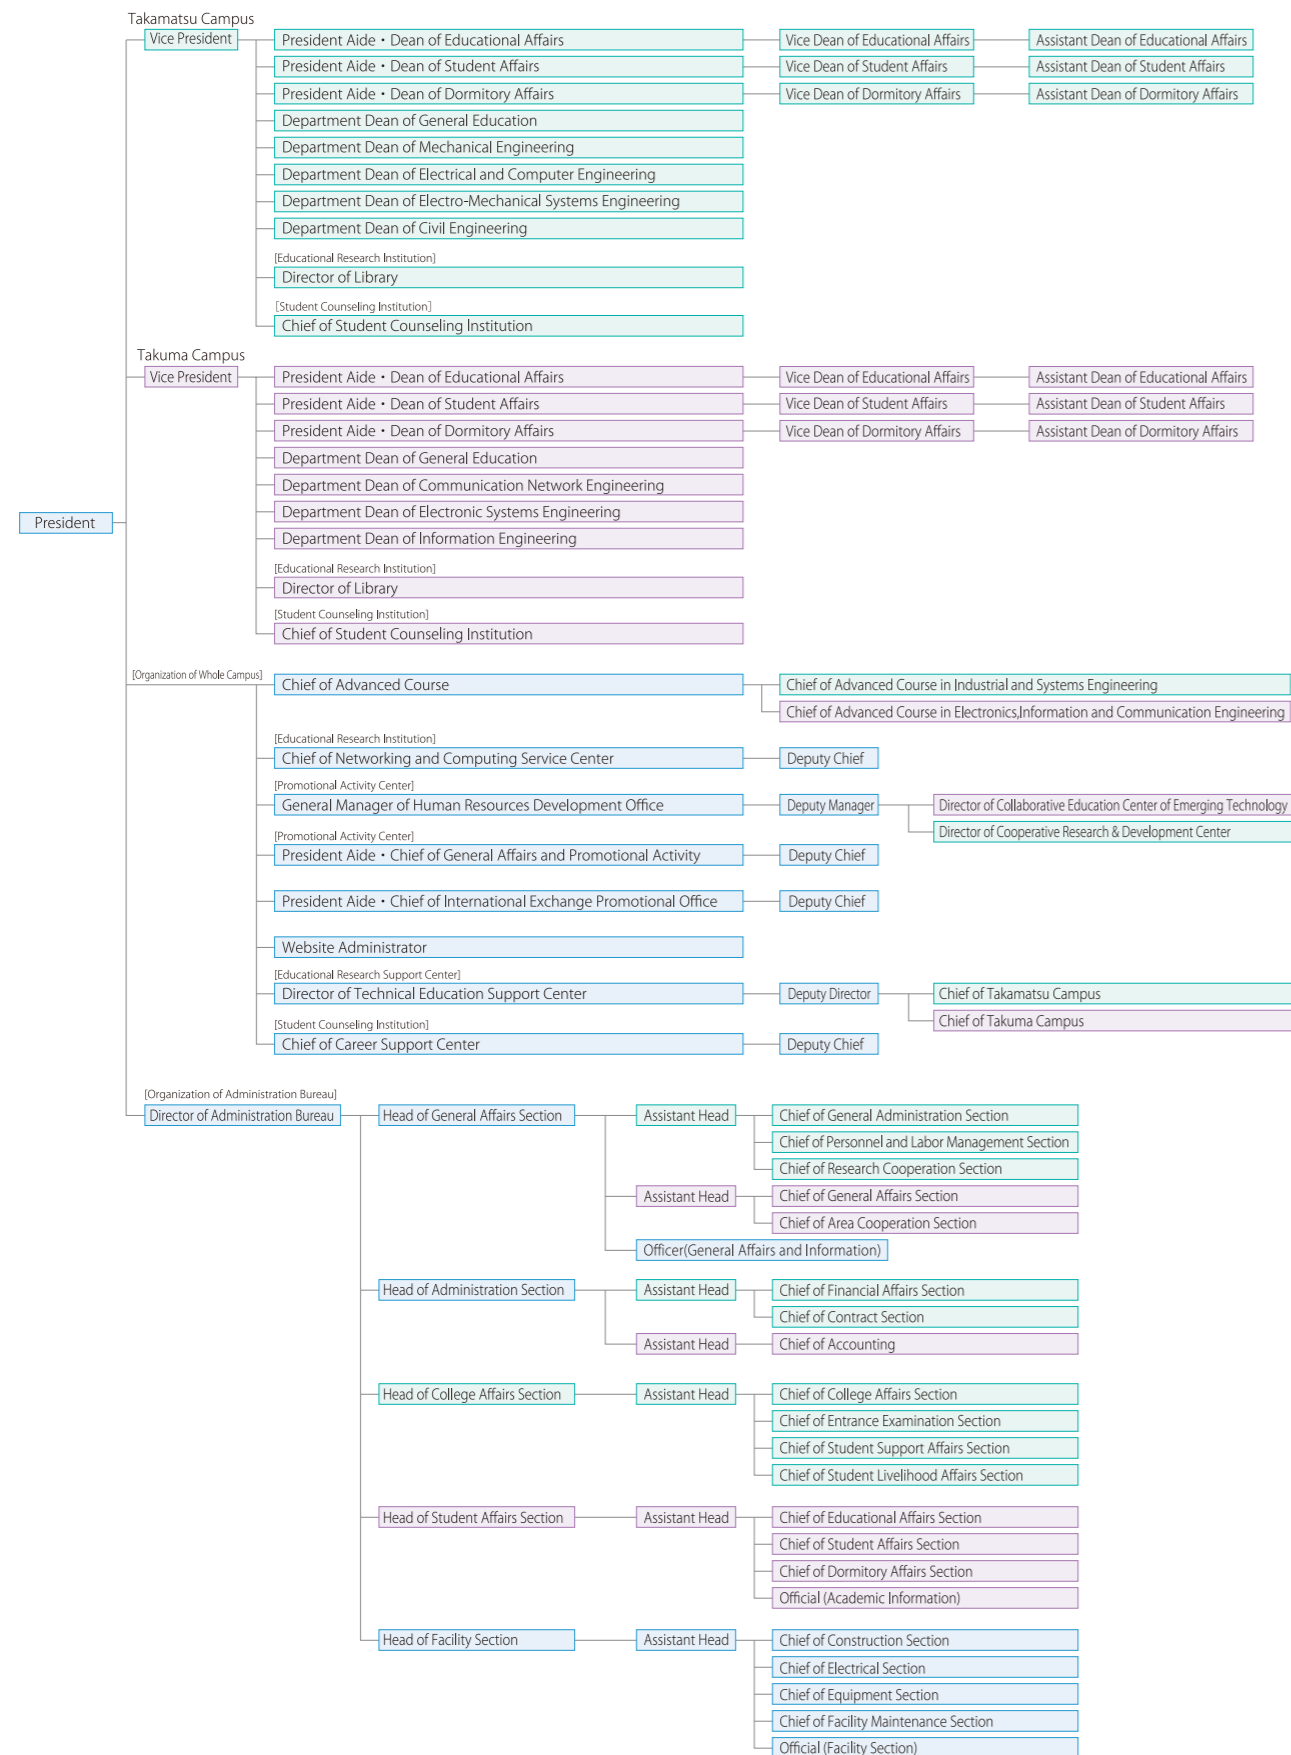 Takamatsu Campus
Vice President
President Aide・Dean of Educational Affairs
Vice Dean of Educational Affairs
Assistant Dean of Educational Affairs
President Aide・Dean of Student Affairs
Vice Dean of Student Affairs
Assistant Dean of Student Affairs
President Aide・Dean of Dormitory Affairs
Vice Dean of Dormitory Affairs
Assistant Dean of Dormitory Affairs
Department Dean of General Education
Department Dean of Mechanical Engineering
Department Dean of Electrical and Computer Engineering
Department Dean of Electro-Mechanical Systems Engineering
Department Dean of Civil Engineering
[Educational Research Institution]
Director of Library
[Student Counseling Institution]
Chief of Student Counseling Institution
Takuma Campus
Vice President
President Aide・Dean of Educational Affairs
Vice Dean of Educational Affairs
Assistant Dean of Educational Affairs
President Aide・Dean of Student Affairs
Vice Dean of Student Affairs
Assistant Dean of Student Affairs
President Aide・Dean of Dormitory Affairs
Vice Dean of Dormitory Affairs
Assistant Dean of Dormitory Affairs
Department Dean of General Education
Department Dean of Communication Network Engineering
Department Dean of Electronic Systems Engineering
President
Department Dean of Information Engineering
[Educational Research Institution]
Director of Library
[Student Counseling Institution]
Chief of Student Counseling Institution
[Organization of Whole Campus]
Chief of Advanced Course
Chief of Advanced Course in Industrial and Systems Engineering
Chief of Advanced Course in Electronics,Information and Communication Engineering
[Educational Research Institution]
Chief of Networking and Computing Service Center
Deputy Chief
[Promotional Activity Center]
General Manager of Human Resources Development Office
Deputy Manager
Director of Collaborative Education Center of Emerging Technology
Director of Cooperative Research & Development Center
[Promotional Activity Center]
President Aide・Chief of General Affairs and Promotional Activity
Deputy Chief
President Aide・Chief of International Exchange Promotional Office
Deputy Chief
Website Administrator
[Educational Research Support Center]
Director of Technical Education Support Center
Deputy Director
Chief of Takamatsu Campus
Chief of Takuma Campus
[Student Counseling Institution]
Chief of Career Support Center
Deputy Chief
[Organization of Administration Bureau]
Director of Administration Bureau
Head of General Affairs Section
Assistant Head
Chief of General Administration Section
Chief of Personnel and Labor Management Section
Chief of Research Cooperation Section
Assistant Head
Chief of General Affairs Section
Chief of Area Cooperation Section
Officer(General Affairs and Information)
Head of Administration Section
Assistant Head
Chief of Financial Affairs Section
Chief of Contract Section
Assistant Head
Chief of Accounting
Head of College Affairs Section
Assistant Head
Chief of College Affairs Section
Chief of Entrance Examination Section
Chief of Student Support Affairs Section
Chief of Student Livelihood Affairs Section
Head of Student Affairs Section
Assistant Head
Chief of Educational Affairs Section
Chief of Student Affairs Section
Chief of Dormitory Affairs Section
Official (Academic Information)
Head of Facility Section
Assistant Head
Chief of Construction Section
Chief of Electrical Section
Chief of Equipment Section
Chief of Facility Maintenance Section
Official (Facility Section)